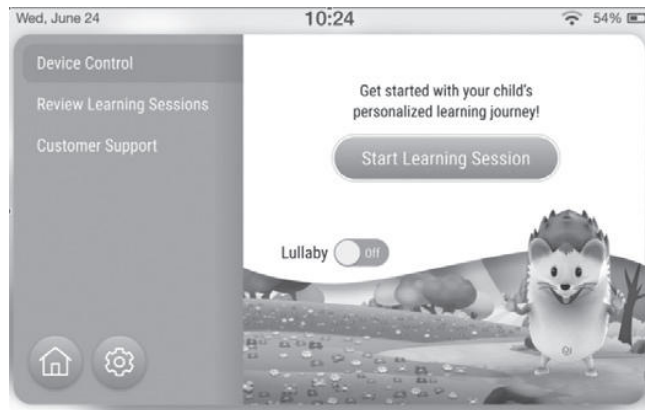 Wed, June 24
10:24
54%
Device Control
Review Learning Sessions
Customer Support
Get started with your child's
personalized learning journey!
Start Learning Session
Lullaby
Off